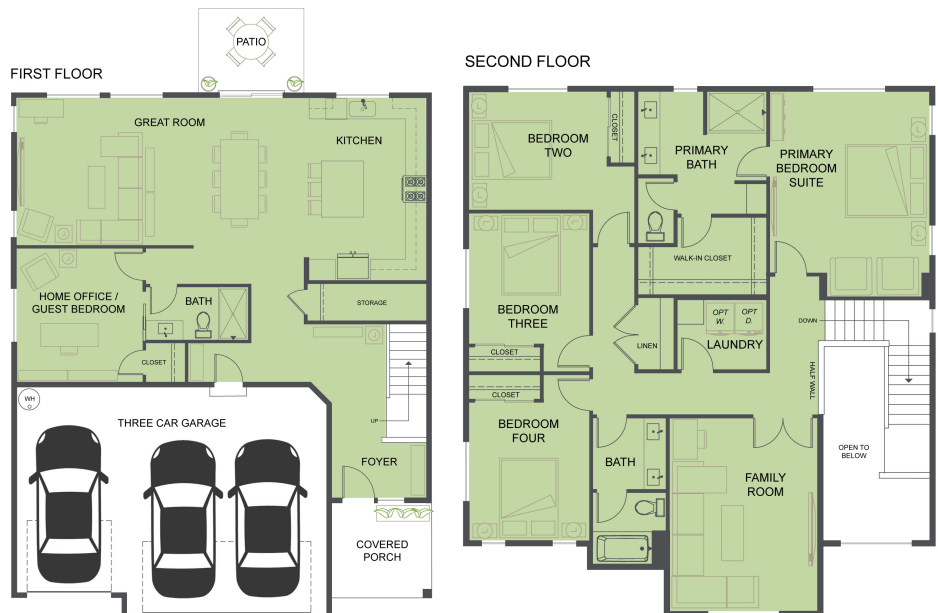 FIRST FLOOR
PATIO
GREAT ROOM
KITCHEN
HOME OFFICE /
GUEST BEDROOM
BATH
STORAGE
CLOSET
WH
THREE CAR GARAGE
UP
FOYER
COVERED
PORCH
SECOND FLOOR
BEDROOM
TWO
CLOSET
PRIMARY
BATH
PRIMARY
BEDROOM
SUITE
WALK-IN CLOSET
BEDROOM
THREE
CLOSET
LINEN
OPT
W.
OPT
D.
LAUNDRY
DOWN
HALF WALL
CLOSET
BEDROOM
FOUR
BATH
FAMILY
ROOM
OPEN TO
BELOW